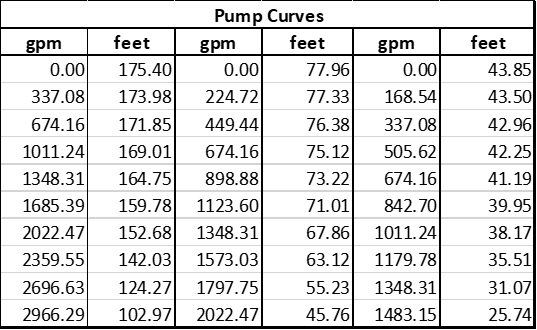 Pump Curves
gpm feet gpm feet gpm feet
0.00 175.40 0.00 77.96 0.00 43.85
337.08 173.98 224.72 77.33 168.54 43.50
674.16 171.85 449.44 76.38 337.08 42.96
1011.24 169.01 674.16 75.12 505.62 42.25
1348.31 164.75 898.88 73.22 674.16 41.19
1685.39 159.78 1123.60 71.01 842.70 39.95
2022.47 152.68 1348.31 67.86 1011.24 38.17
2359.55 142.03 1573.03 63.12 1179.78 35.51
2696.63 124.27 1797.75 55.23 1348.31 31.07
2966.29 102.97 2022.47 45.76 1483.15 25.74